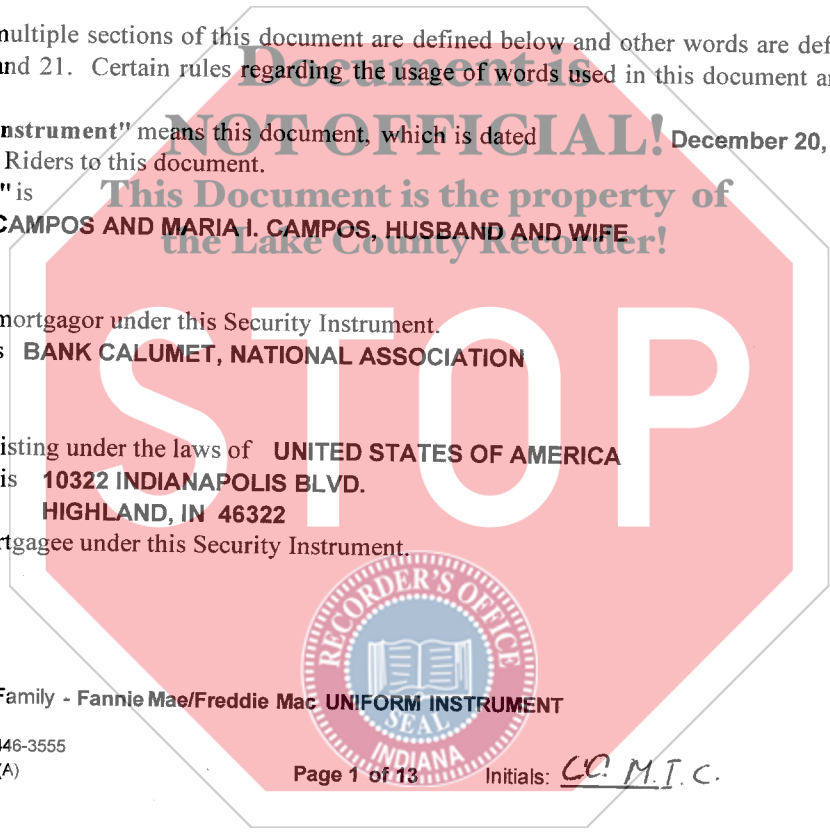 multiple sections of this document are defined below and other words are def
and 21. Certain rules regarding the usage of words used in this document ar
Document is
nstrument" means this document, which is dated December 20,
NOT OFFICIAL!
Riders to this document.
" is
This Document is the property of
CAMPOS AND MARIA I. CAMPOS, HUSBAND AND WIFE
the Lake County Recorder!
mortgagor under this Security Instrument.
s BANK CALUMET, NATIONAL ASSOCIATION
STOP
isting under the laws of UNITED STATES OF AMERICA
is 10322 INDIANAPOLIS BLVD.
HIGHLAND, IN 46322
rtgagee under this Security Instrument.
RECORDER'S OFFICE
SEAL
INDIANA
Family - Fannie Mae/Freddie Mac UNIFORM INSTRUMENT
446-3555
(A)
Page 1 of 13 Initials: CC. M.I.C.